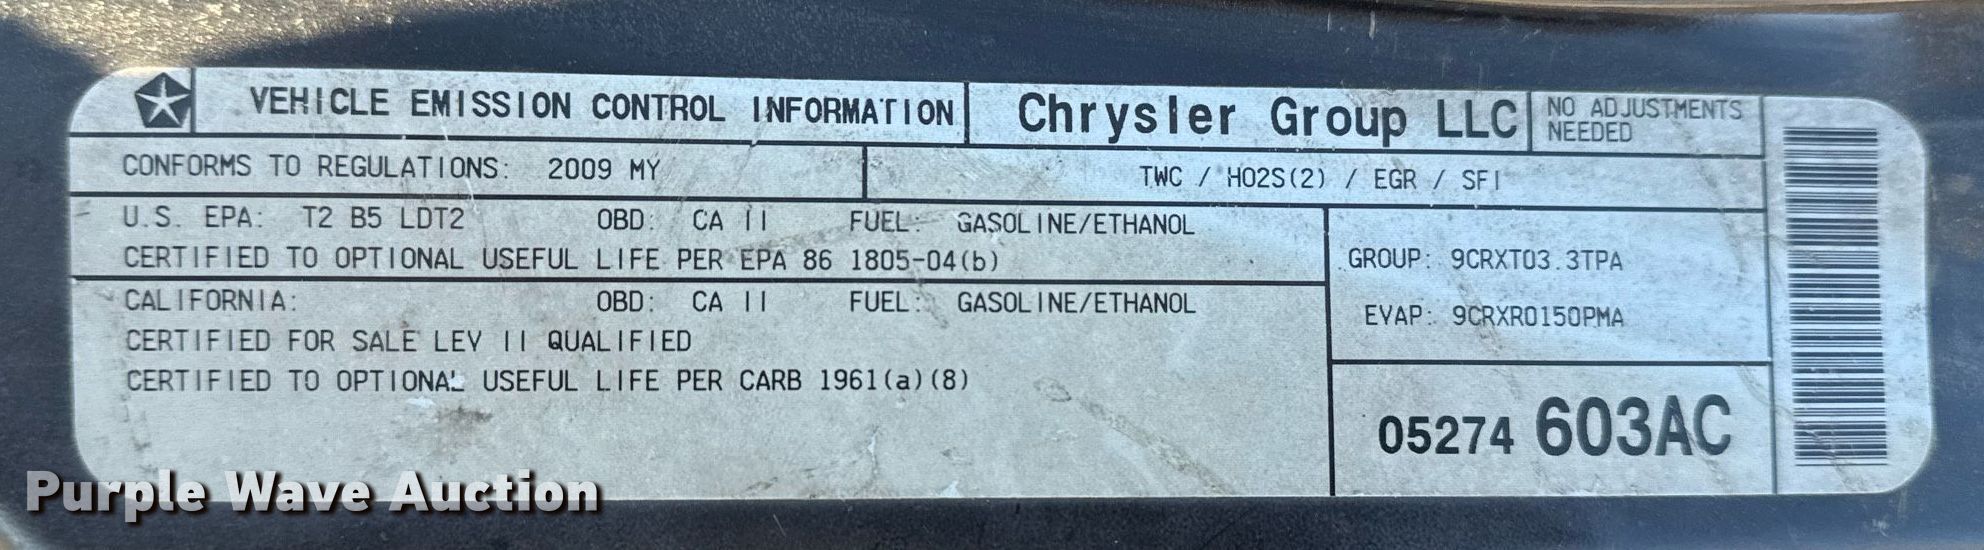 VEHICLE EMISSION CONTROL INFORMATION
Chrysler Group LLC
NO ADJUSTMENTS
NEEDED
CONFORMS TO REGULATIONS: 2009 MY
TWC / HO2S(2) / EGR / SFI
U.S. EPA: T2 B5 LDT2 OBD: CA II FUEL: GASOLINE/ETHANOL
CERTIFIED TO OPTIONAL USEFUL LIFE PER EPA 86 1805-04(b)
CALIFORNIA: OBD: CA II FUEL: GASOLINE/ETHANOL
CERTIFIED FOR SALE LEV II QUALIFIED
CERTIFIED TO OPTIONAL USEFUL LIFE PER CARB 1961(a)(8)
GROUP: 9CRXT03.3TPA
EVAP: 9CRXR0150PMA
05274 603AC
Purple Wave Auction